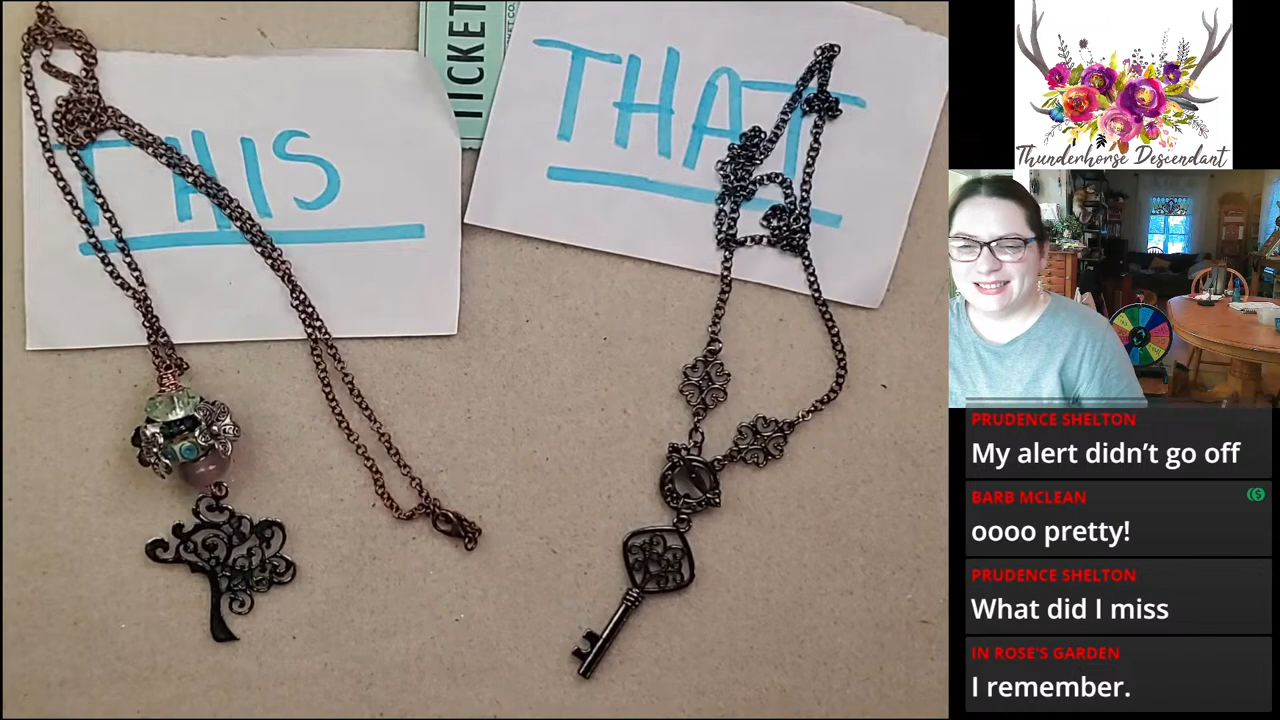 THIS
TICKET
THAT
Thunderhorse Descendant
PRUDENCE SHELTON
My alert didn’t go off
BARB MCLEAN
oooo pretty!
PRUDENCE SHELTON
What did I miss
IN ROSE'S GARDEN
I remember.